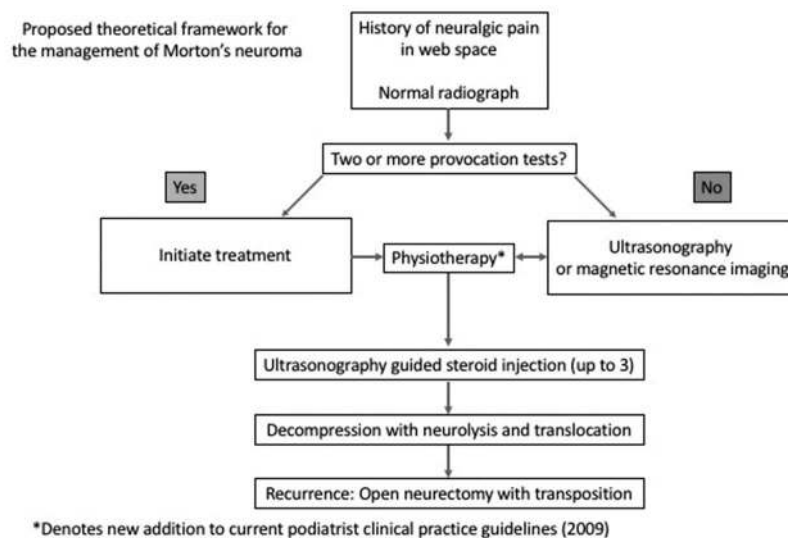 Proposed theoretical framework for
the management of Morton's neuroma
History of neuralgic pain
in web space
Normal radiograph
Two or more provocation tests?
Yes
No
Initiate treatment
Physiotherapy*
Ultrasonography
or magnetic resonance imaging
Ultrasonography guided steroid injection (up to 3)
Decompression with neurolysis and translocation
Recurrence: Open neurectomy with transposition
*Denotes new addition to current podiatrist clinical practice guidelines (2009)